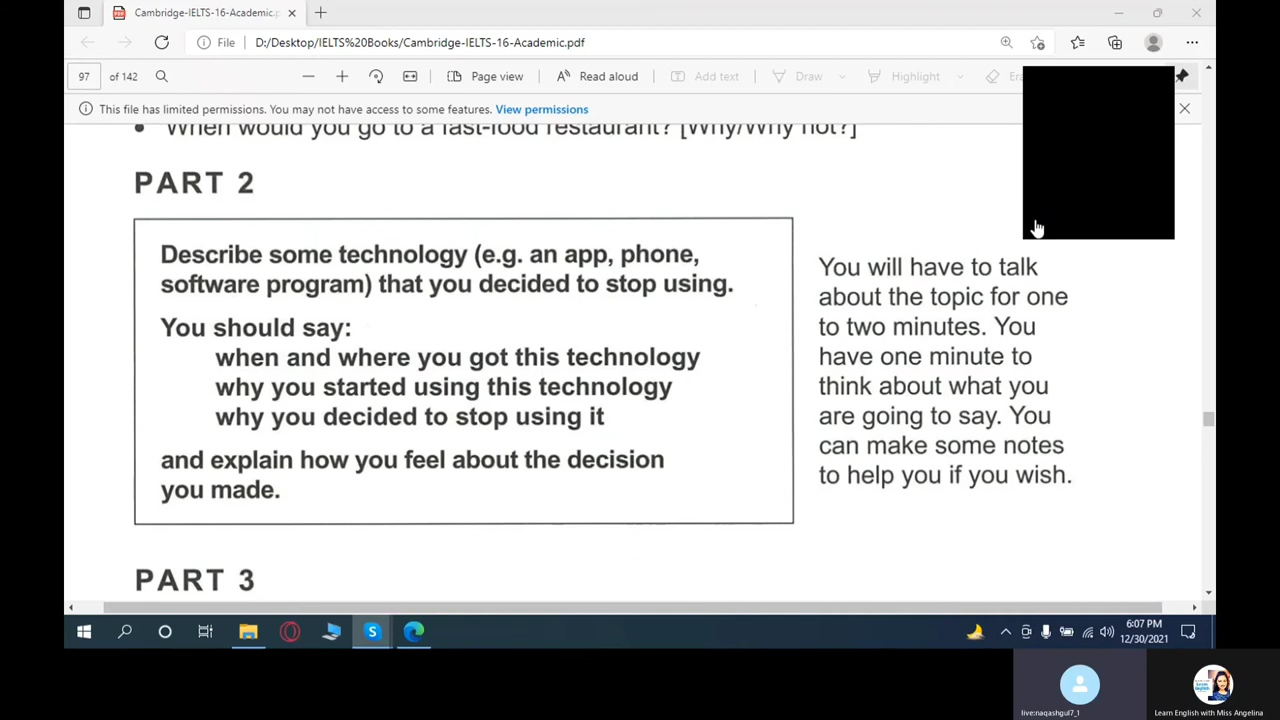 Cambridge-IELTS-16-Academic.p
File D:/Desktop/IELTS%20Books/Cambridge-IELTS-16-Academic.pdf
97 of 142 Page view Read aloud Add text Draw Highlight
This file has limited permissions. You may not have access to some features. View permissions
• When would you go to a fast-food restaurant? [Why/Why not?]
PART 2
Describe some technology (e.g. an app, phone,
software program) that you decided to stop using.
You should say:
when and where you got this technology
why you started using this technology
why you decided to stop using it
and explain how you feel about the decision
you made.
You will have to talk
about the topic for one
to two minutes. You
have one minute to
think about what you
are going to say. You
can make some notes
to help you if you wish.
PART 3
6:07 PM
12/30/2021
live:naqashgul7_1
Learn English with Miss Angelina